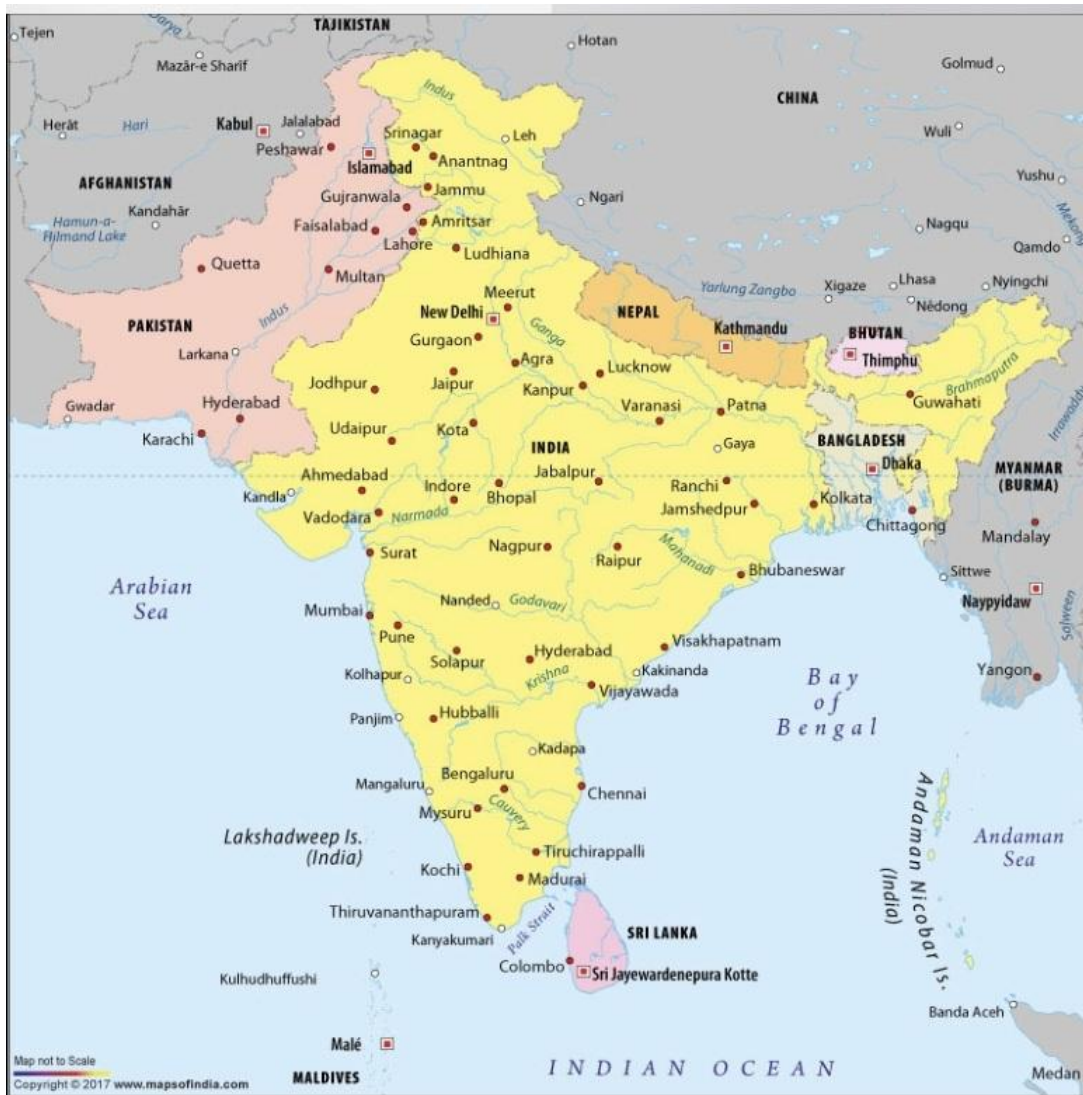 Darya
TAJIKISTAN
Tejen
Hotan
Mazār-e Sharīf
Golmud
Indus
CHINA
Herāt
Hari
Kabul
Jalalabad
Srinagar
Leh
Wuli
Peshawar
Islamabad
Anantnag
AFGHANISTAN
Jammu
Yushu
Gujranwala
Ngari
Kandahār
Hamun-a-
Hilmand Lake
Faisalabad
Amritsar
Lahore
Nagqu
Mekong
Qamdo
Ludhiana
Quetta
Multan
Yarlung Zangbo
Xigaze
Lhasa
Nyingchi
Nêdong
Meerut
New Delhi
NEPAL
Indus
PAKISTAN
Ganga
Kathmandu
BHUTAN
Thimphu
Gurgaon
Larkana
Agra
Lucknow
Brahmaputra
Jodhpur
Jaipur
Kanpur
Guwahati
Gwadar
Hyderabad
Varanasi
Patna
Irrawaddy
Karachi
Udaipur
Kota
INDIA
Gaya
BANGLADESH
Dhaka
MYANMAR
(BURMA)
Ahmedabad
Jabalpur
Kandla
Indore
Bhopal
Ranchi
Kolkata
Vadodara
Narmada
Jamshedpur
Chittagong
Mandalay
Surat
Nagpur
Raipur
Mahanadi
Bhubaneswar
Sittwe
Arabian
Sea
Nanded
Godavari
Naypyidaw
Salween
Mumbai
Pune
Solapur
Hyderabad
Visakhapatnam
Kolhapur
Krishna
Kakinanda
Yangon
Vijayawada
Bay
of
Bengal
Panjim
Hubballi
Kadapa
Mangaluru
Bengaluru
Chennai
Mysuru
Cauvery
Lakshadweep Is.
(India)
Andaman Nicobar Is.
(India)
Andaman
Sea
Tiruchirappalli
Kochi
Madurai
Thiruvananthapuram
Palk Strait
Kanyakumari
SRI LANKA
Colombo
Sri Jayewardenepura Kotte
Kulhudhuffushi
Banda Aceh
Malé
Map not to Scale
INDIAN OCEAN
Medan
Copyright © 2017 www.mapsofindia.com
MALDIVES